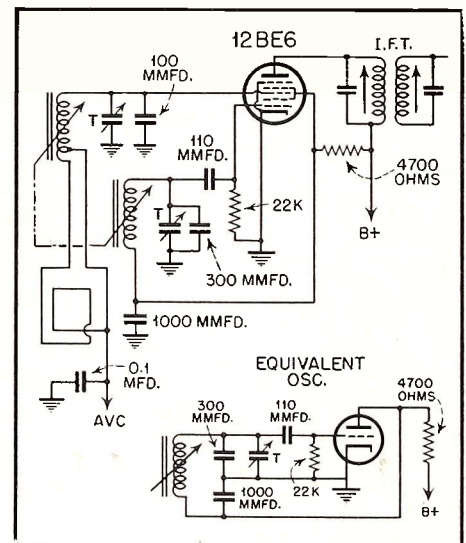 12BE6
I.F.T.
100
MMFD.
T
110
MMFD.
4700
OHMS
22K
B+
T
300 MMFD.
1000 MMFD.
0.1
MFD.
AVC
EQUIVALENT
OSC.
4700
OHMS
300
MMFD.
110
MMFD.
T
22K
1000
MMFD.
B+